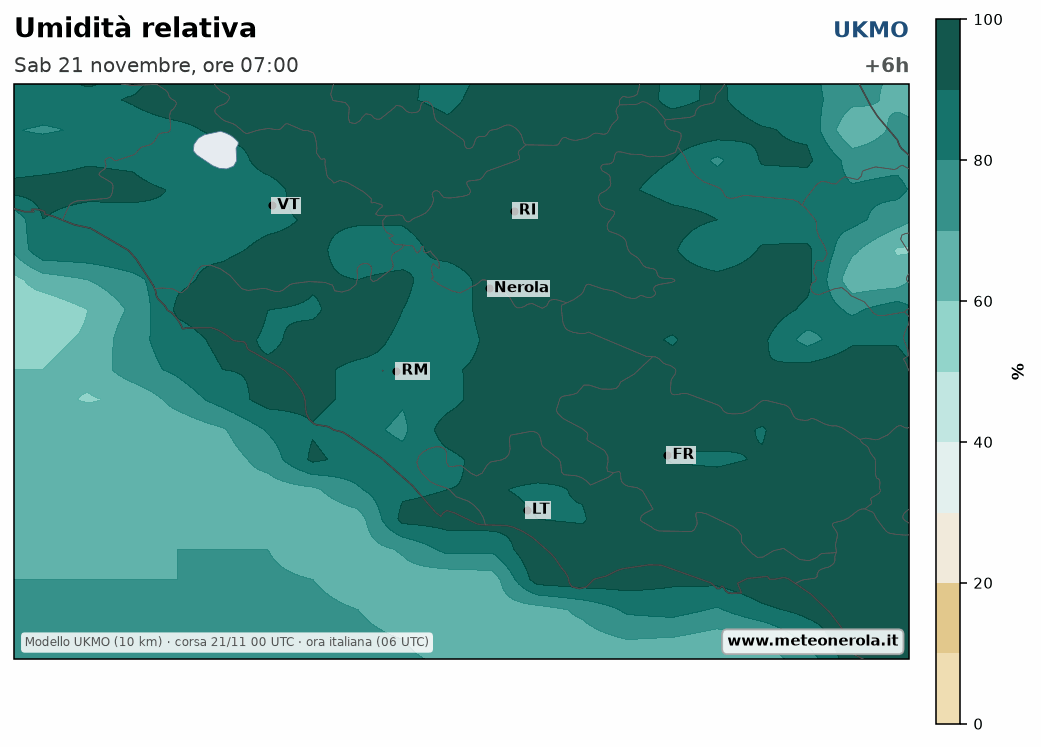 Umidità relativa
UKMO
Sab 21 novembre, ore 07:00
+6h
100
80
60
40
20
0
%
VT
RI
Nerola
RM
FR
LT
Modello UKMO (10 km) · corsa 21/11 00 UTC · ora italiana (06 UTC)
www.meteonerola.it